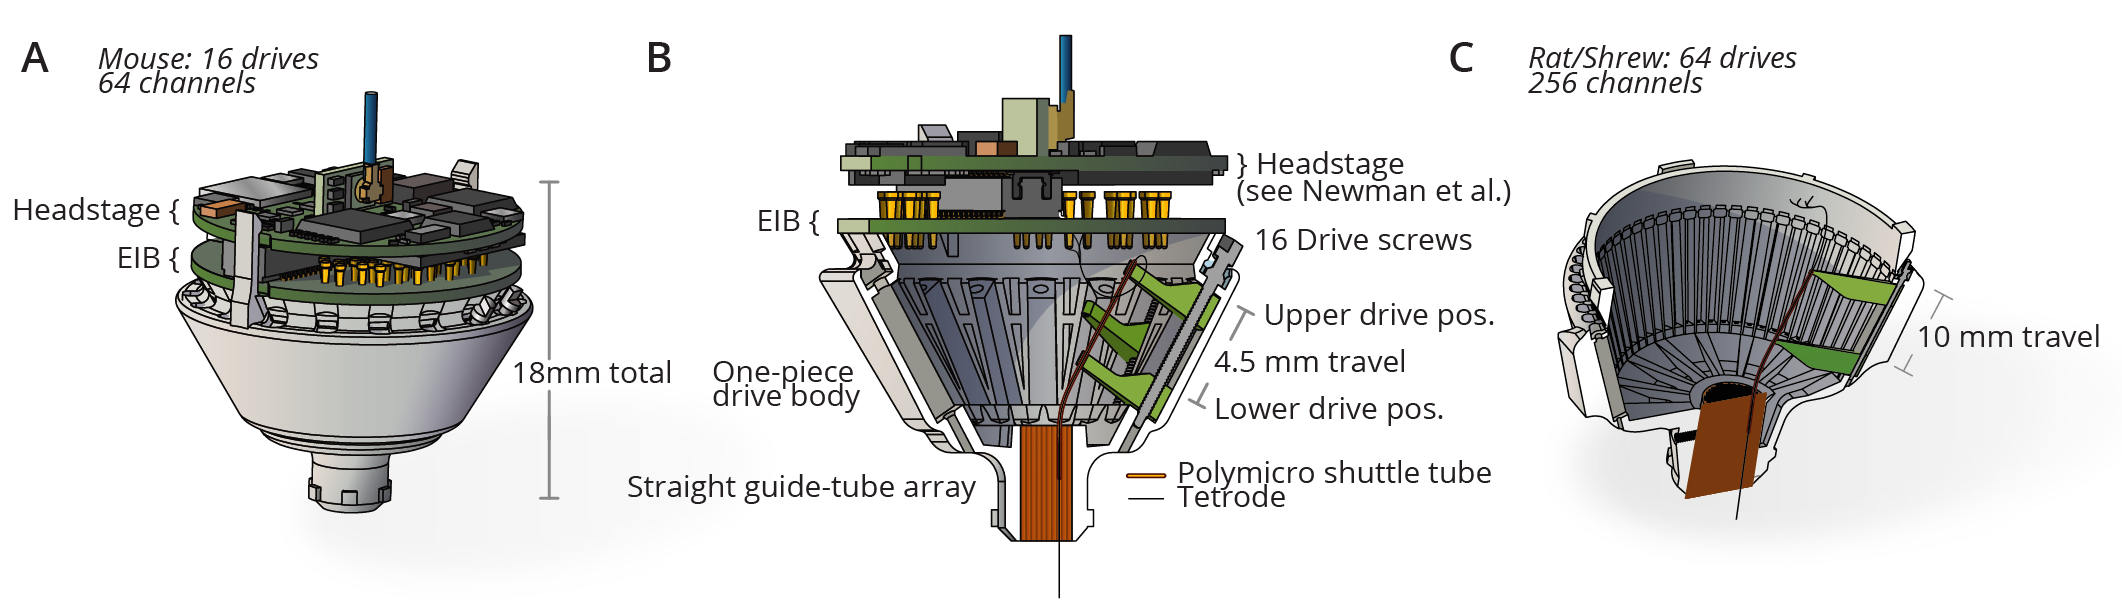 A
Mouse: 16 drives
64 channels
Headstage {
EIB {
18mm total
B
} Headstage
(see Newman et al.)
EIB {
16 Drive screws
Upper drive pos.
4.5 mm travel
Lower drive pos.
One-piece
drive body
Straight guide-tube array
Polymicro shuttle tube
Tetrode
C
Rat/Shrew: 64 drives
256 channels
10 mm travel